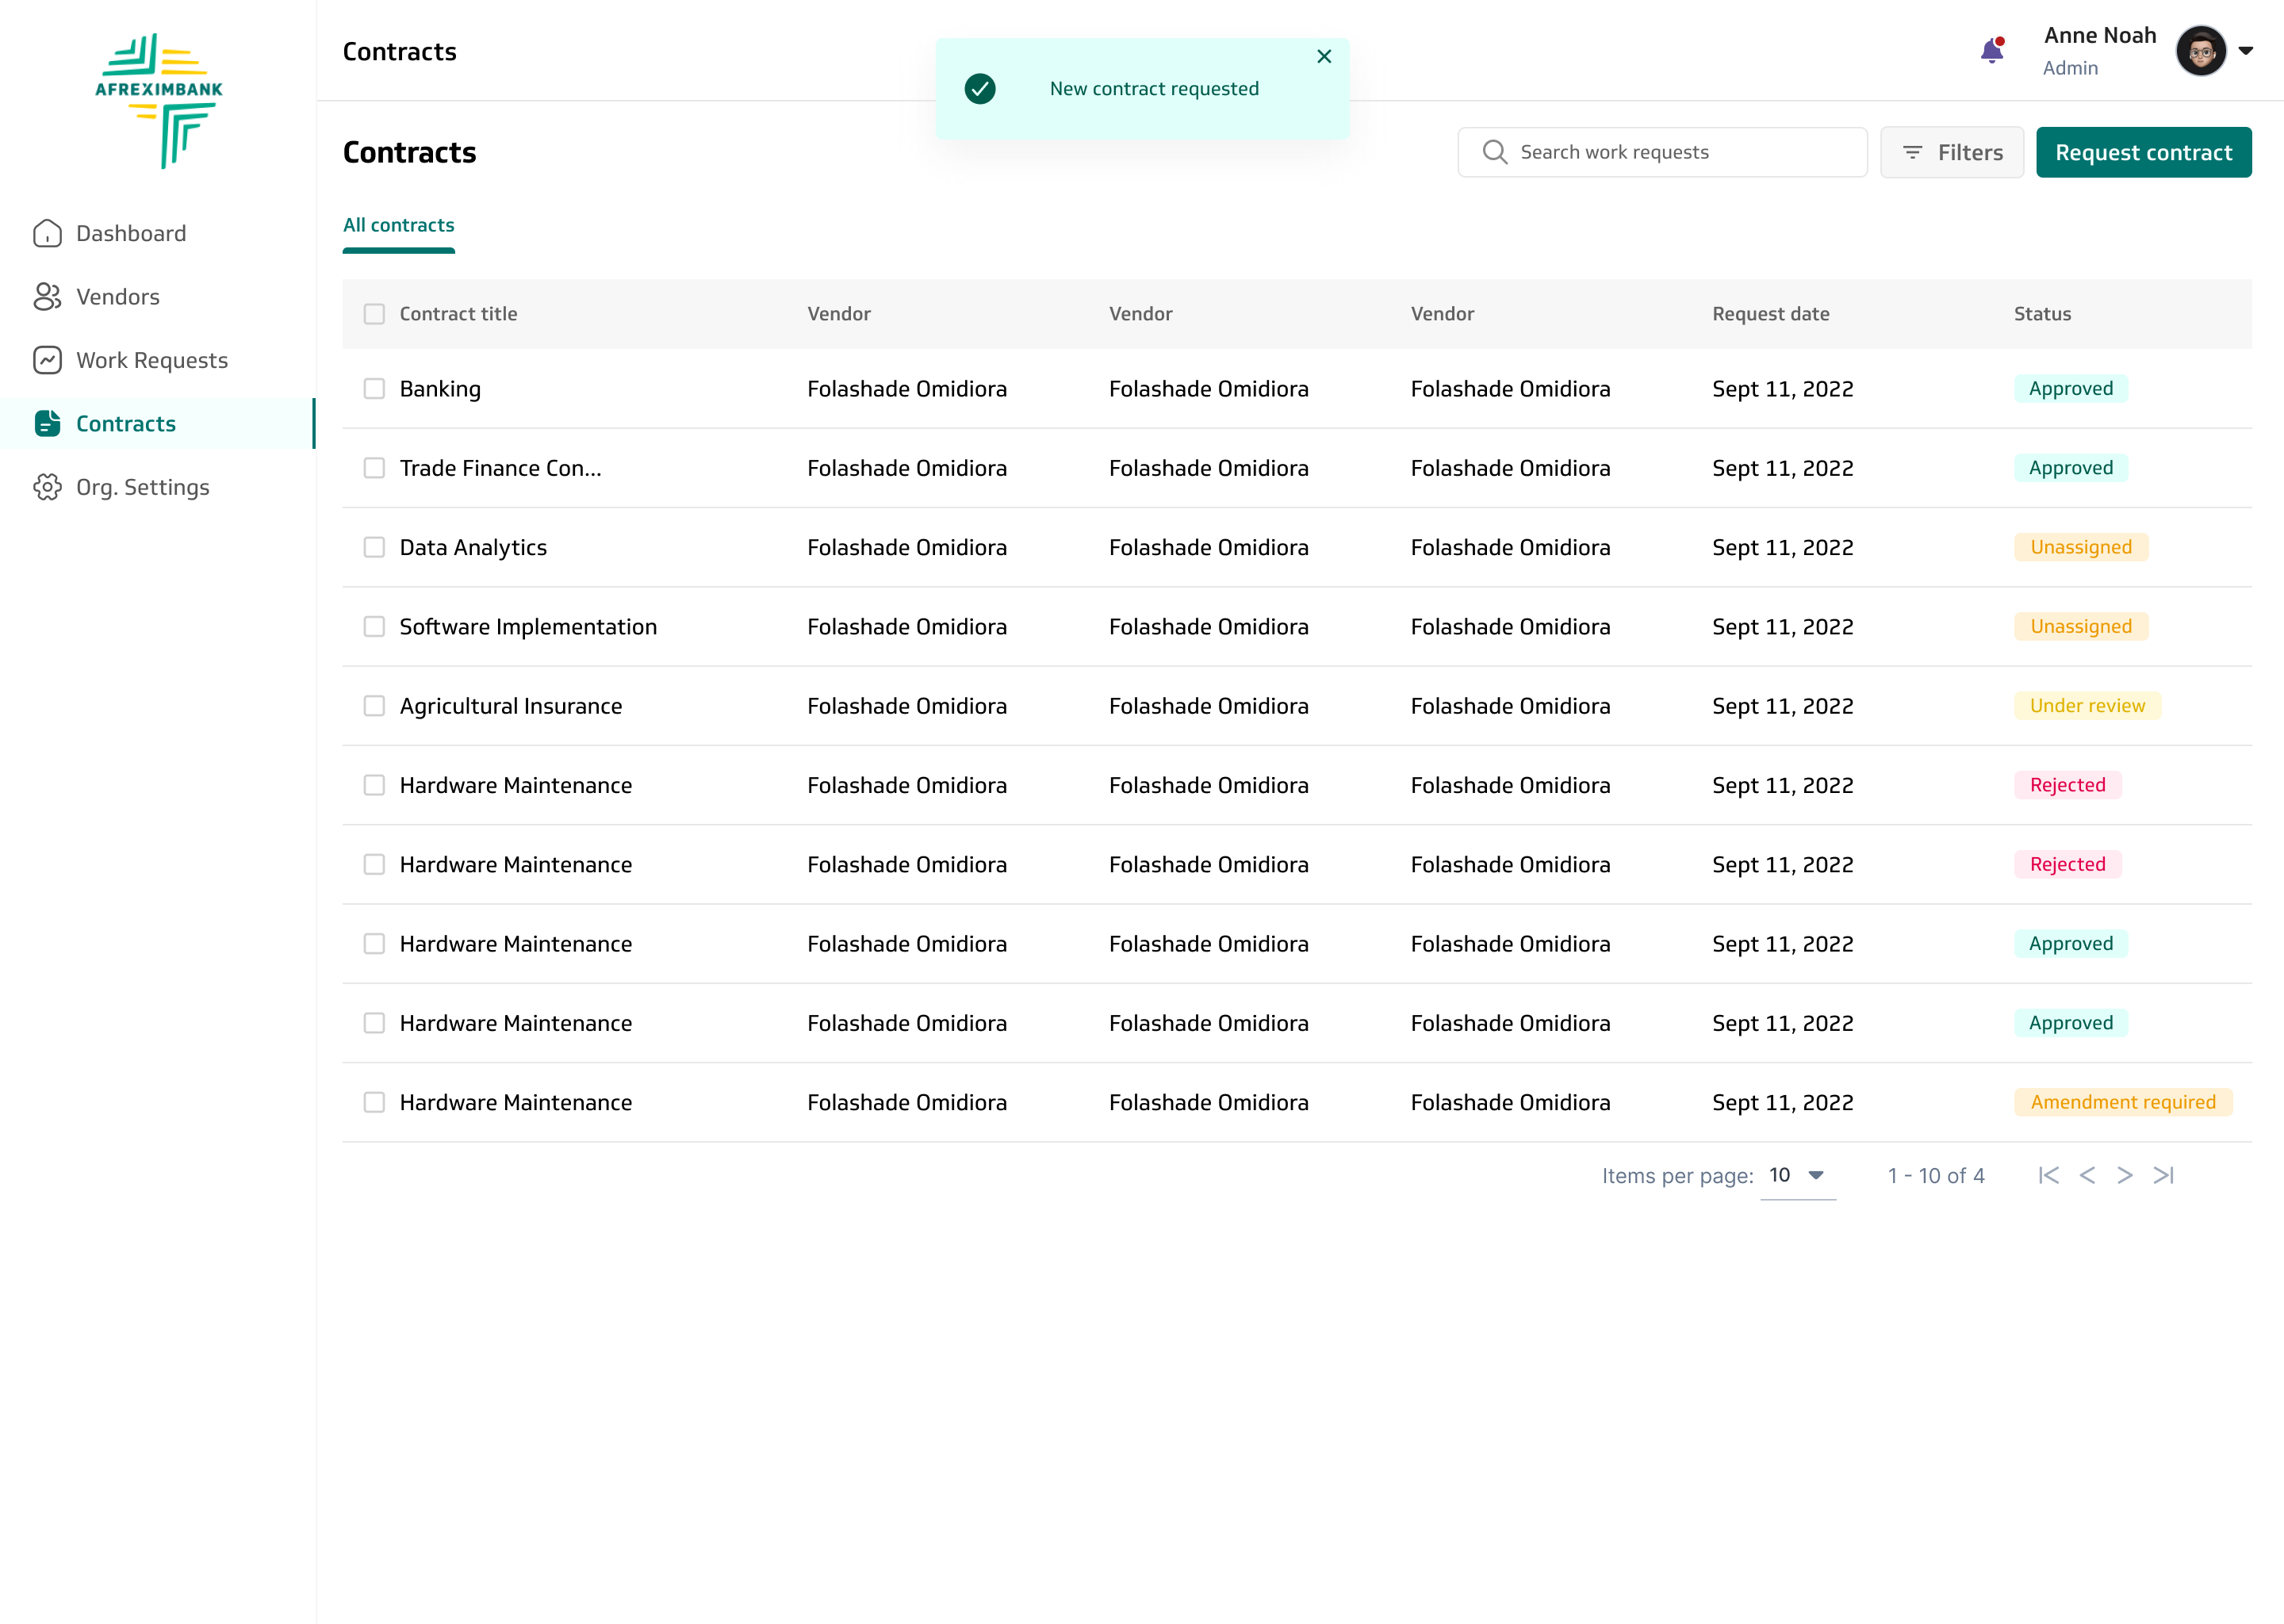 AFREXIMBANK
Dashboard
Vendors
Work Requests
Contracts
Org. Settings
Contracts
New contract requested
Anne Noah
Admin
Contracts
Search work requests
Filters
Request contract
All contracts
Contract title Vendor Vendor Vendor Request date Status
Banking Folashade Omidiora Folashade Omidiora Folashade Omidiora Sept 11, 2022 Approved
Trade Finance Con... Folashade Omidiora Folashade Omidiora Folashade Omidiora Sept 11, 2022 Approved
Data Analytics Folashade Omidiora Folashade Omidiora Folashade Omidiora Sept 11, 2022 Unassigned
Software Implementation Folashade Omidiora Folashade Omidiora Folashade Omidiora Sept 11, 2022 Unassigned
Agricultural Insurance Folashade Omidiora Folashade Omidiora Folashade Omidiora Sept 11, 2022 Under review
Hardware Maintenance Folashade Omidiora Folashade Omidiora Folashade Omidiora Sept 11, 2022 Rejected
Hardware Maintenance Folashade Omidiora Folashade Omidiora Folashade Omidiora Sept 11, 2022 Rejected
Hardware Maintenance Folashade Omidiora Folashade Omidiora Folashade Omidiora Sept 11, 2022 Approved
Hardware Maintenance Folashade Omidiora Folashade Omidiora Folashade Omidiora Sept 11, 2022 Approved
Hardware Maintenance Folashade Omidiora Folashade Omidiora Folashade Omidiora Sept 11, 2022 Amendment required
Items per page: 10 1 - 10 of 4